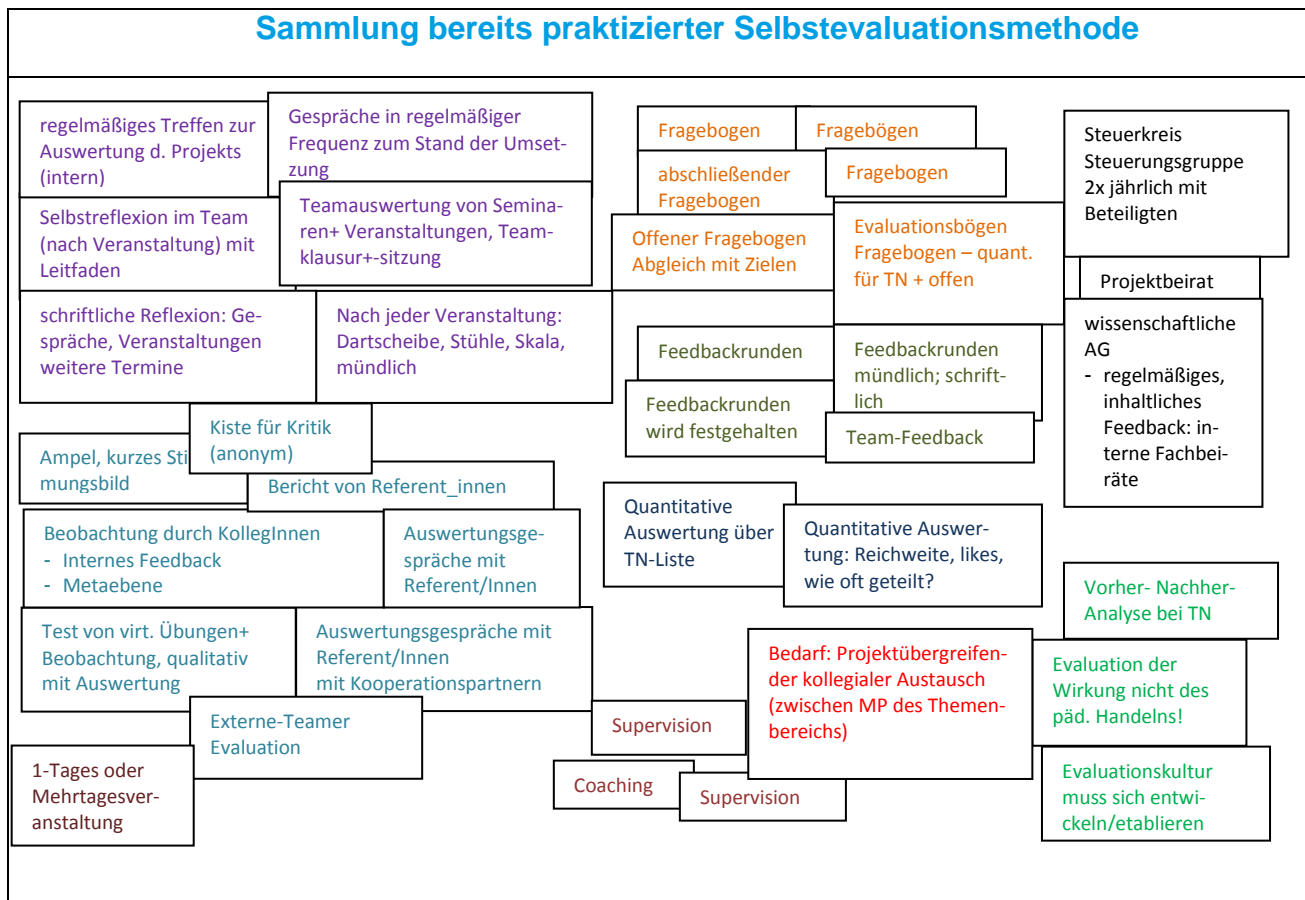 Sammlung bereits praktizierter Selbstevaluationsmethode
regelmäßiges Treffen zur
Auswertung d. Projekts
(intern)
Gespräche in regelmäßiger
Frequenz zum Stand der Umset-
zung
Selbstreflexion im Team
(nach Veranstaltung) mit
Leitfaden
Teamauswertung von Semina-
ren+ Veranstaltungen, Team-
klausur+-sitzung
schriftliche Reflexion: Ge-
spräche, Veranstaltungen
weitere Termine
Nach jeder Veranstaltung:
Dartscheibe, Stühle, Skala,
mündlich
Fragebogen
Fragebögen
abschließender
Fragebogen
Fragebogen
Offener Fragebogen
Abgleich mit Zielen
Evaluationsbögen
Fragebogen – quant.
für TN + offen
Steuerkreis
Steuerungsgruppe
2x jährlich mit
Beteiligten
Projektbeirat
wissenschaftliche
AG
- regelmäßiges,
inhaltliches
Feedback: in-
terne Fachbei-
räte
Feedbackrunden
Feedbackrunden
mündlich; schrift-
lich
Feedbackrunden
wird festgehalten
Team-Feedback
Kiste für Kritik
(anonym)
Ampel, kurzes Sti
mungsbild
Bericht von Referent_innen
Beobachtung durch KollegInnen
- Internes Feedback
- Metaebene
Auswertungsge-
spräche mit
Referent/Innen
Test von virt. Übungen+
Beobachtung, qualitativ
mit Auswertung
Auswertungsgespräche mit
Referent/Innen
mit Kooperationspartnern
Externe-Teamer
Evaluation
1-Tages oder
Mehrtagesver-
anstaltung
Quantitative
Auswertung über
TN-Liste
Quantitative Auswer-
tung: Reichweite, likes,
wie oft geteilt?
Supervision
Coaching
Supervision
Bedarf: Projektübergreifen-
der kollegialer Austausch
(zwischen MP des Themen-
bereichs)
Vorher- Nachher-
Analyse bei TN
Evaluation der
Wirkung nicht des
päd. Handelns!
Evaluationskultur
muss sich entwi-
ckeln/etablieren